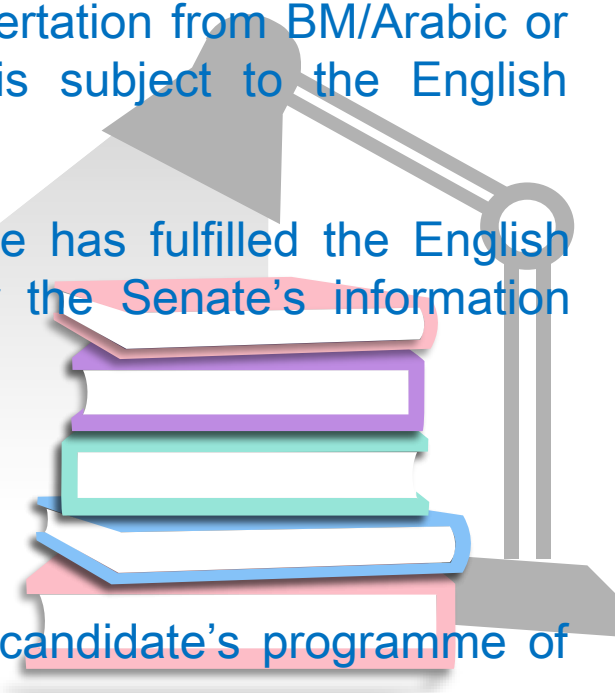 ertation from BM/Arabic or
is subject to the English
e has fulfilled the English
the Senate's information
candidate's programme of